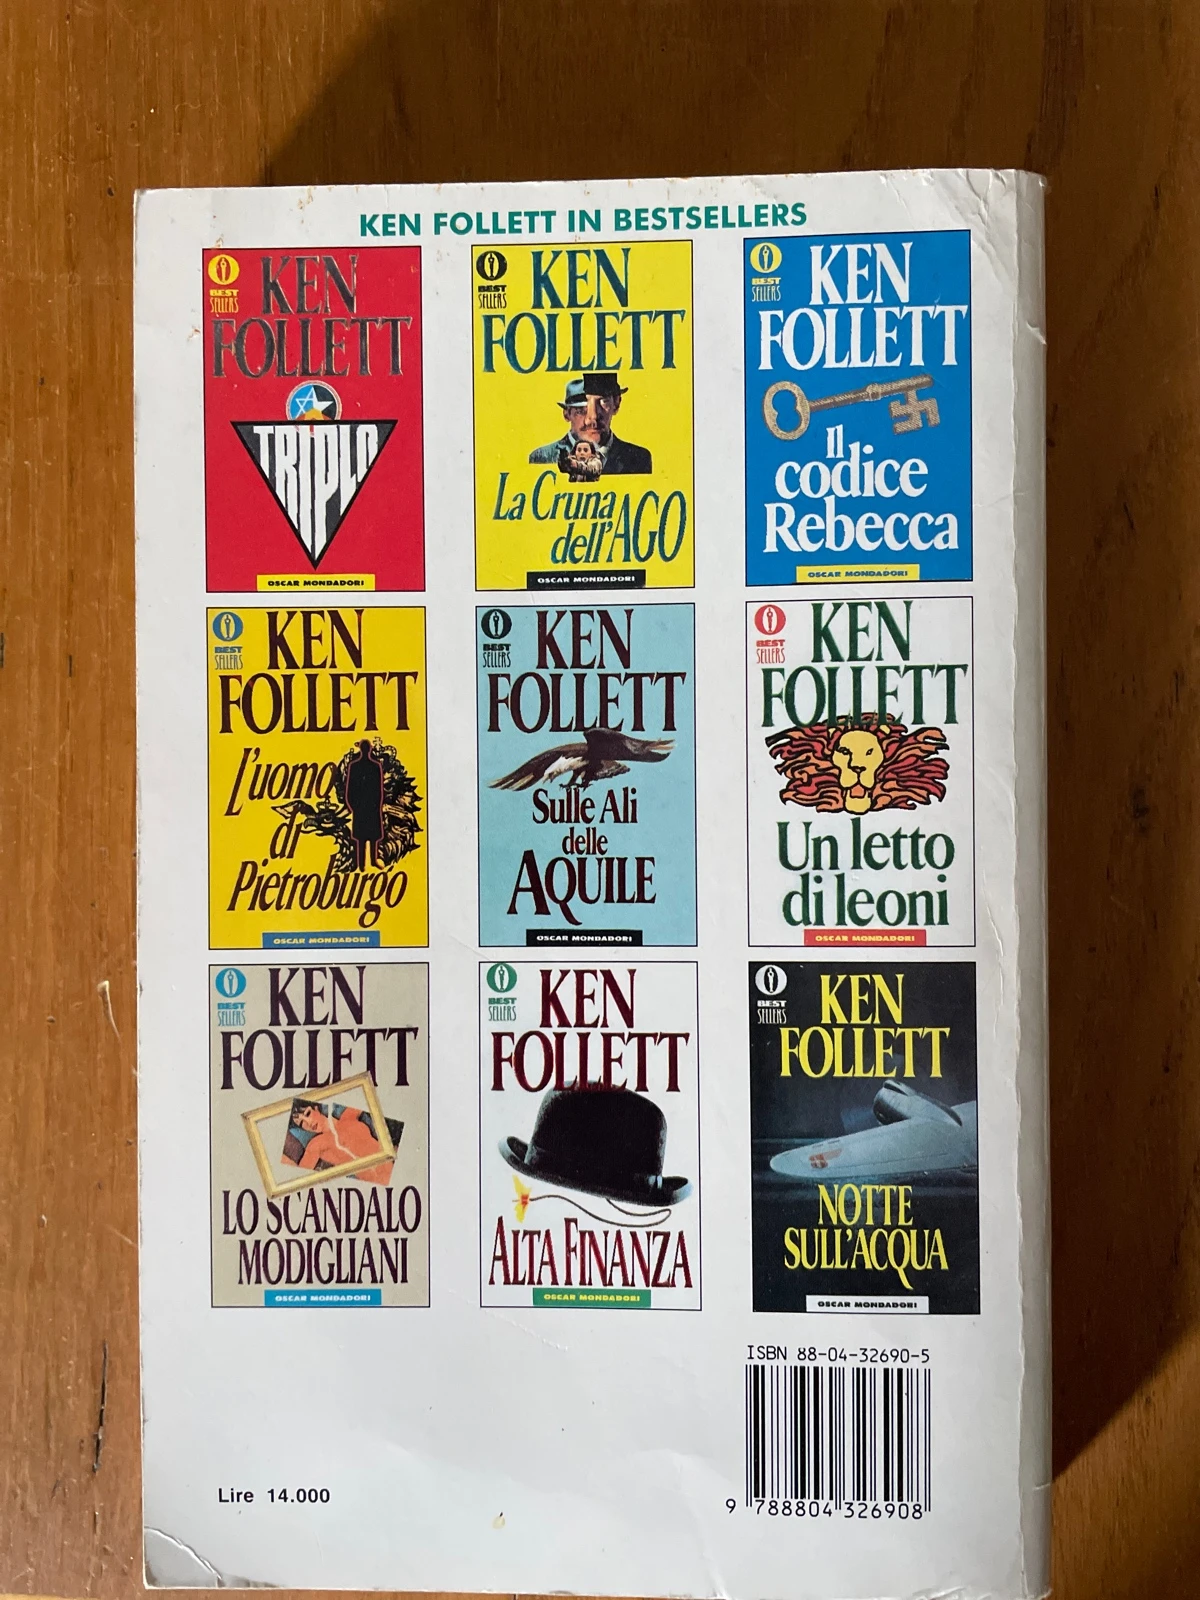 KEN FOLLETT IN BESTSELLERS
BEST
SELLERS
KEN
FOLLETT
TRIPLO
OSCAR MONDADORI
BEST
SELLERS
KEN
FOLLETT
La Cruna
dell'AGO
OSCAR MONDADORI
BEST
SELLERS
KEN
FOLLETT
Il
codice
Rebecca
OSCAR MONDADORI
BEST
SELLERS
KEN
FOLLETT
L'uomo
di
Pietroburgo
OSCAR MONDADORI
BEST
SELLERS
KEN
FOLLETT
Sulle Ali
delle
AQUILE
OSCAR MONDADORI
BEST
SELLERS
KEN
FOLLETT
Un letto
di leoni
OSCAR MONDADORI
BEST
SELLERS
KEN
FOLLETT
LO SCANDALO
MODIGLIANI
OSCAR MONDADORI
BEST
SELLERS
KEN
FOLLETT
ALTA FINANZA
OSCAR MONDADORI
BEST
SELLERS
KEN
FOLLETT
NOTTE
SULL'ACQUA
OSCAR MONDADORI
ISBN 88-04-32690-5
Lire 14.000
9 788804 326908